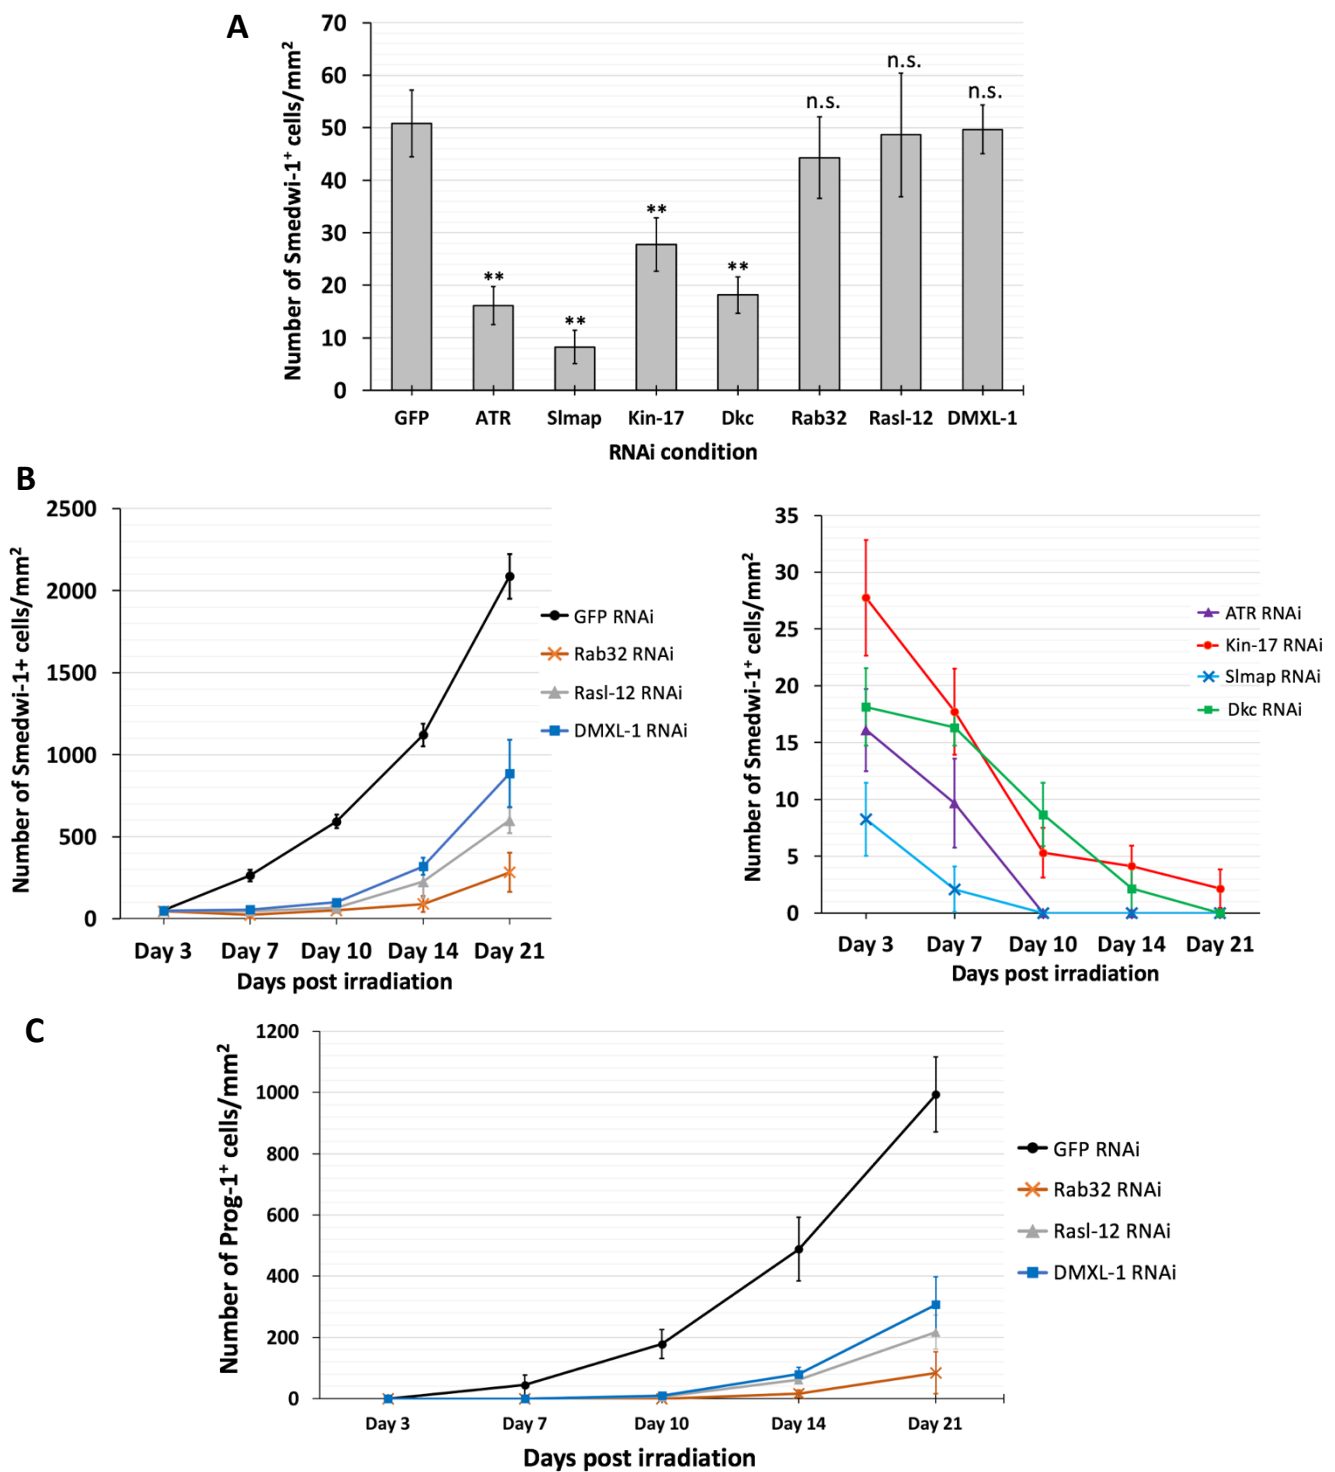 A
Number of Smedwi-1⁺ cells/mm²
70
60
50
40
30
20
10
0
n.s.
n.s.
n.s.
**
**
**
**
GFP ATR Slmap Kin-17 Dkc Rab32 Rasl-12 DMXL-1
RNAi condition
B
Number of Smedwi-1+ cells/mm²
2500
2000
1500
1000
500
0
Day 3 Day 7 Day 10 Day 14 Day 21
Days post irradiation
GFP RNAi
Rab32 RNAi
Rasl-12 RNAi
DMXL-1 RNAi
Number of Smedwi-1⁺ cells/mm²
35
30
25
20
15
10
5
0
Day 3 Day 7 Day 10 Day 14 Day 21
Days post irradiation
ATR RNAi
Kin-17 RNAi
Slmap RNAi
Dkc RNAi
C
Number of Prog-1⁺ cells/mm²
1200
1000
800
600
400
200
0
Day 3 Day 7 Day 10 Day 14 Day 21
Days post irradiation
GFP RNAi
Rab32 RNAi
Rasl-12 RNAi
DMXL-1 RNAi